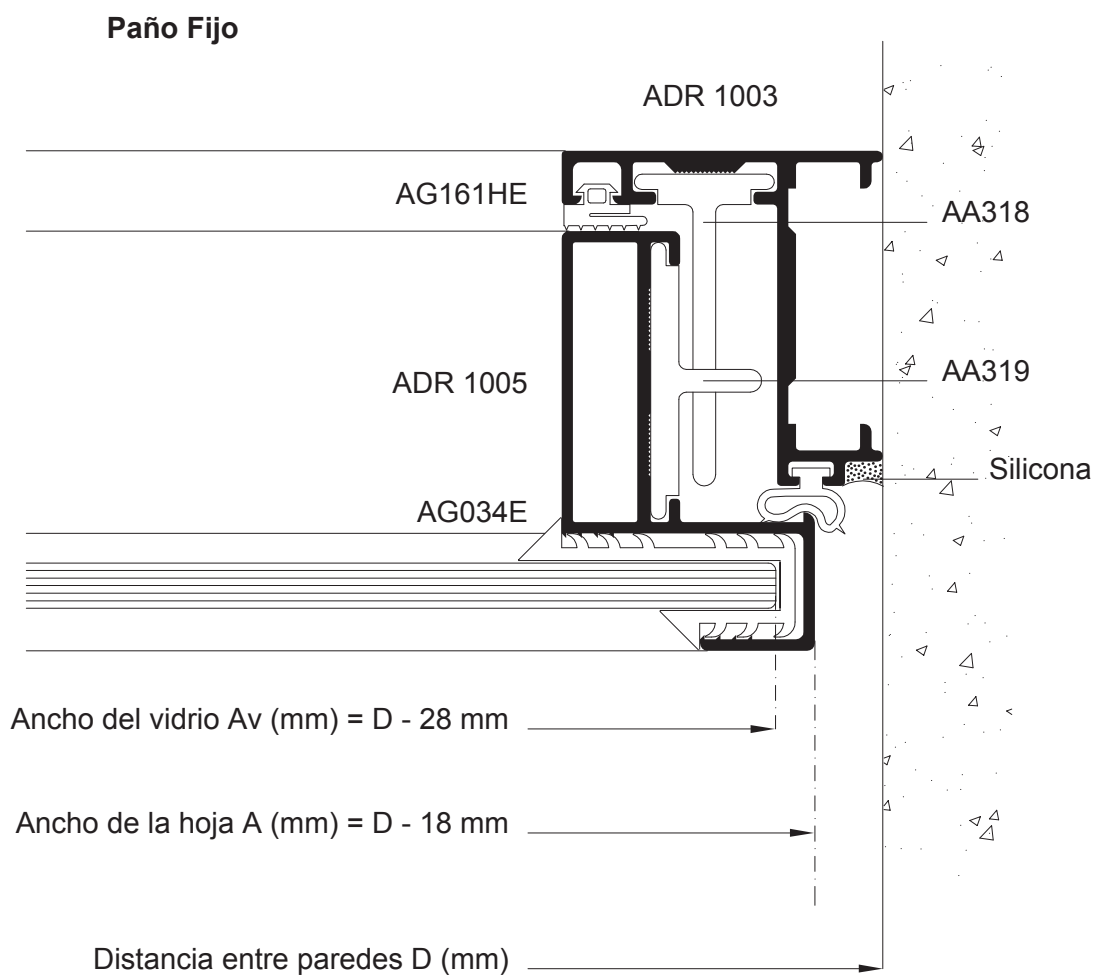 Paño Fijo
ADR 1003
AG161HE
AA318
ADR 1005
AA319
Silicona
AG034E
Ancho del vidrio Av (mm) = D - 28 mm
Ancho de la hoja A (mm) = D - 18 mm
Distancia entre paredes D (mm)